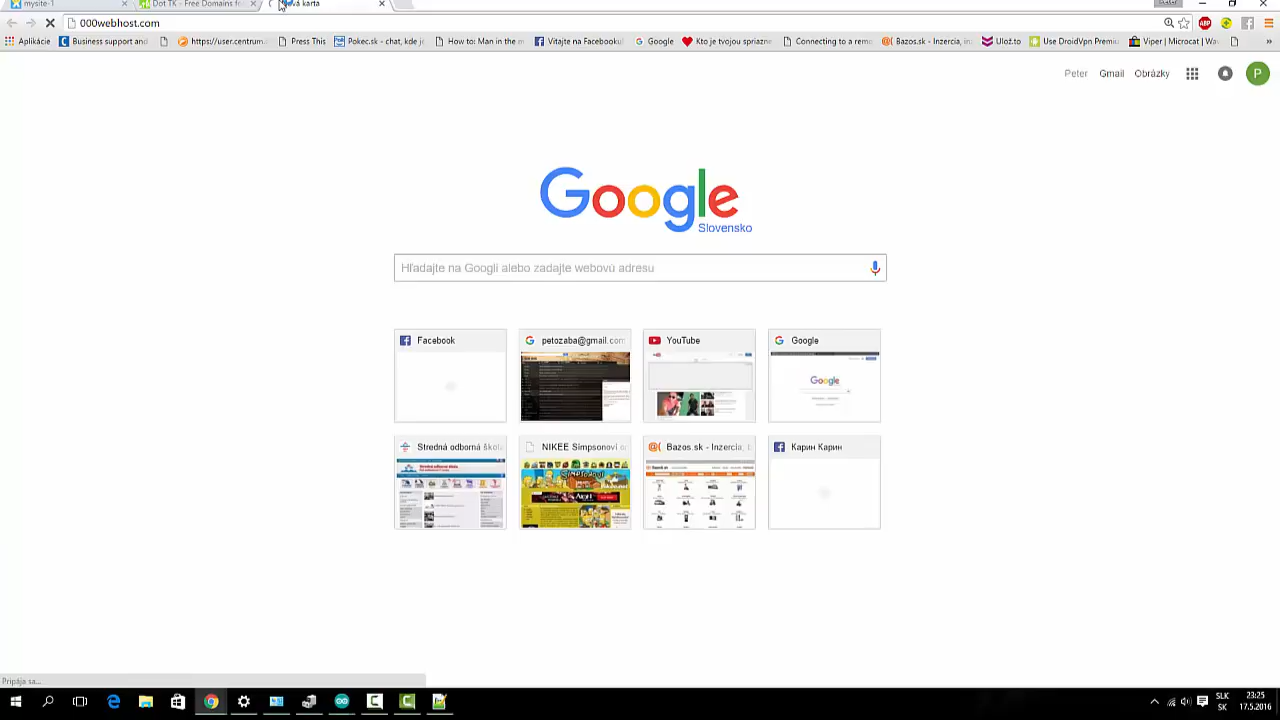 mysite-1
Dot TK - Free Domains fo
vá karta
000webhost.com
Aplikácie
Business support and
https://user.centrum.
Press This
Pokec.sk - chat, kde j
How to: Man in the m
Vitajte na Facebooku
Google
Kto je tvojou spriazne
Connecting to a remo
Bazos.sk - Inzercia, in
Ulož.to
Use DroidVpn Premiu
Viper | Microcat | Wav
»
Peter
Gmail
Obrázky
P
Google
Slovensko
Hľadajte na Googli alebo zadajte webovú adresu
Facebook
petozaba@gmail.com
YouTube
Google
Stredná odborná škola
NIKEE Simpsonovi o
Bazos.sk - Inzercia,
Карин Карин
Pripája sa...
SLK
SK
23:25
17.5.2016